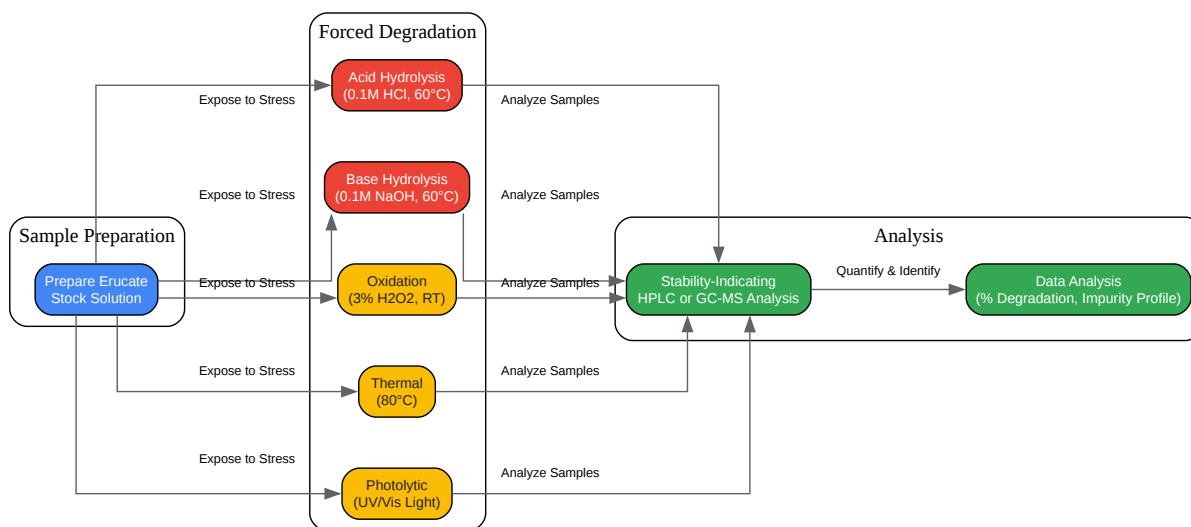 Forced Degradation
Acid Hydrolysis
(0.1M HCl, 60°C)
Expose to Stress
Analyze Samples
Base Hydrolysis
(0.1M NaOH, 60°C)
Expose to Stress
Analyze Samples
Sample Preparation
Analysis
Prepare Erucate
Stock Solution
Expose to Stress
Oxidation
(3% H2O2, RT)
Analyze Samples
Stability-Indicating
HPLC or GC-MS Analysis
Quantify & Identify
Data Analysis
(% Degradation, Impurity Profile)
Expose to Stress
Thermal
(80°C)
Analyze Samples
Expose to Stress
Photolytic
(UV/Vis Light)
Analyze Samples